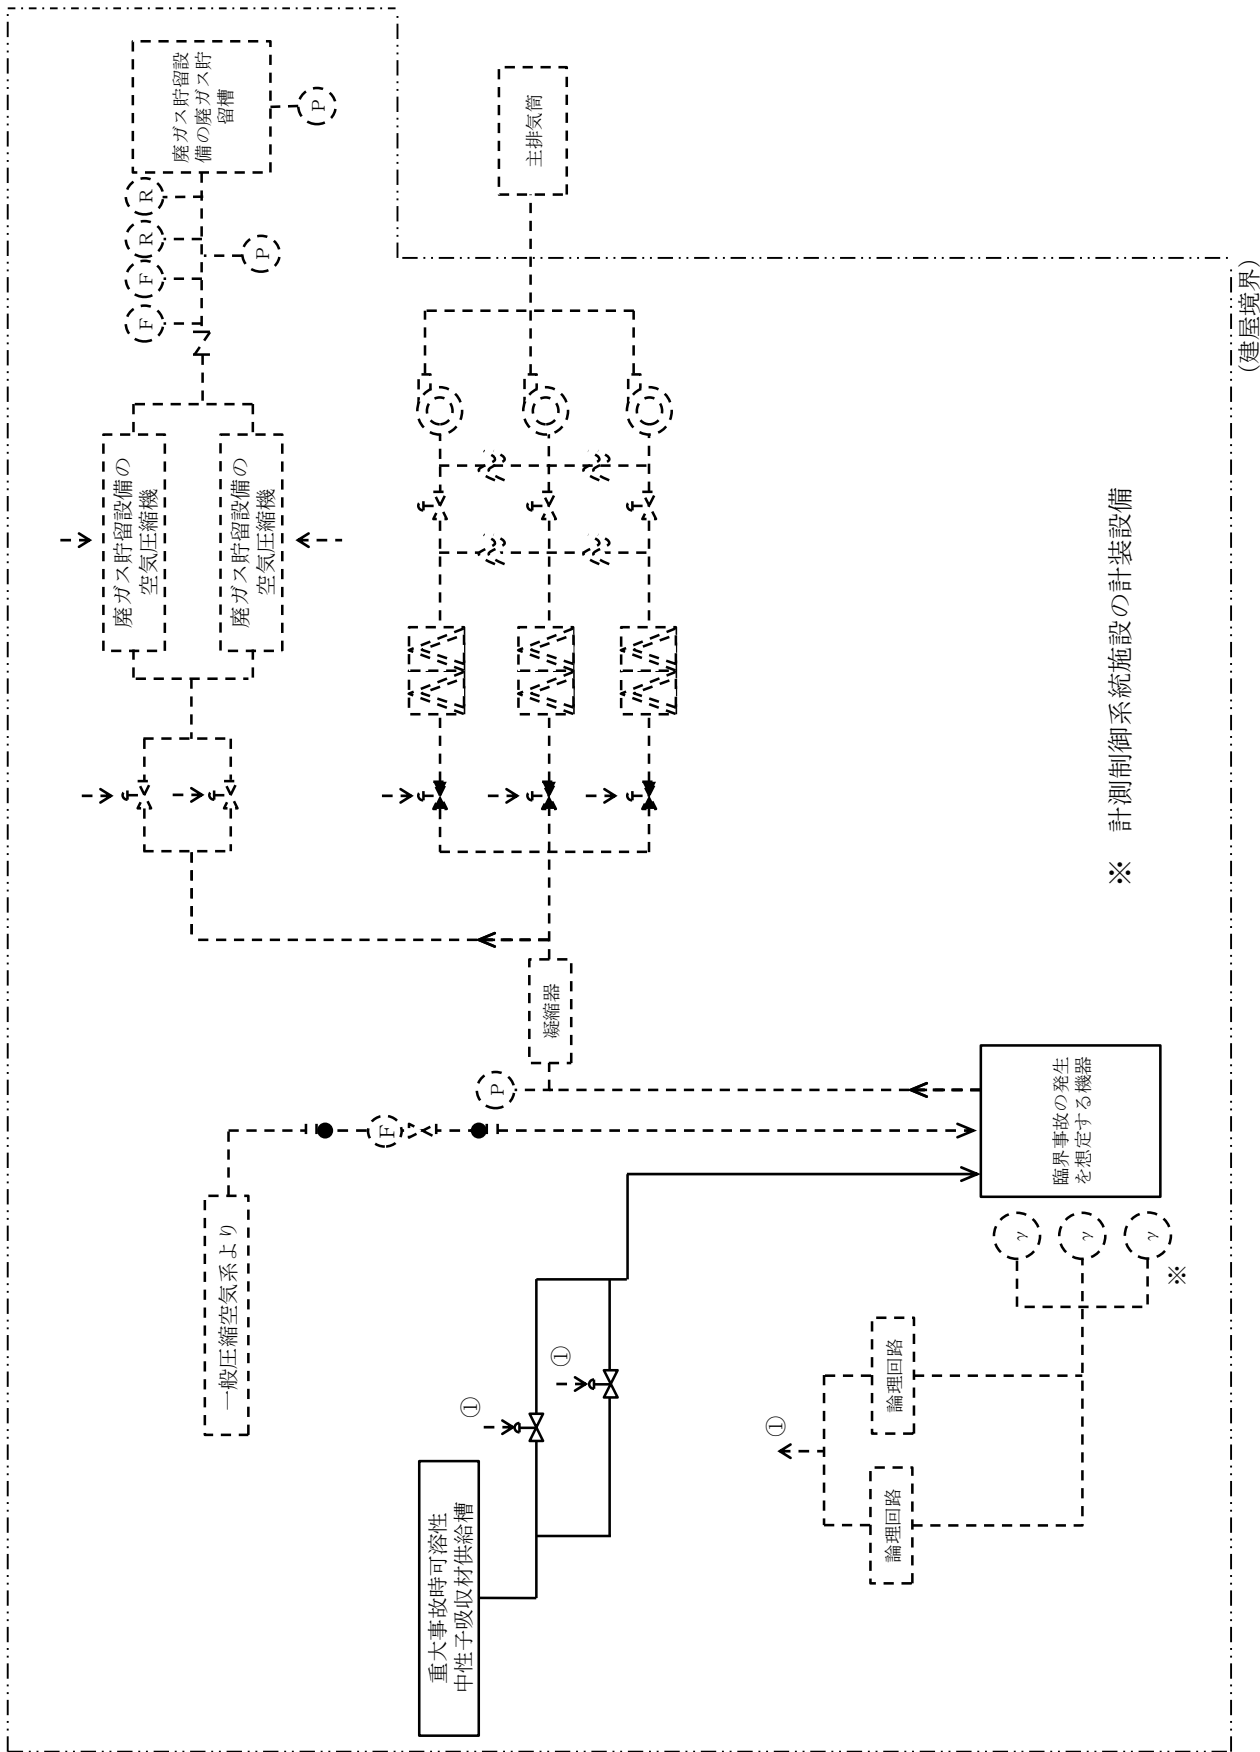 廃ガス貯留設
備の廃ガス貯
留槽
P
R
R
F
F
P
主排気筒
廃ガス貯留設備の
空気圧縮機
廃ガス貯留設備の
空気圧縮機
(建屋境界)
※ 計測制御系統施設の計装設備
凝縮器
P
F
一般圧縮空気系より
臨界事故の発生
を想定する機器
γ
γ
γ
※
①
①
①
論理回路
論理回路
重大事故時可溶性
中性子吸収材供給槽